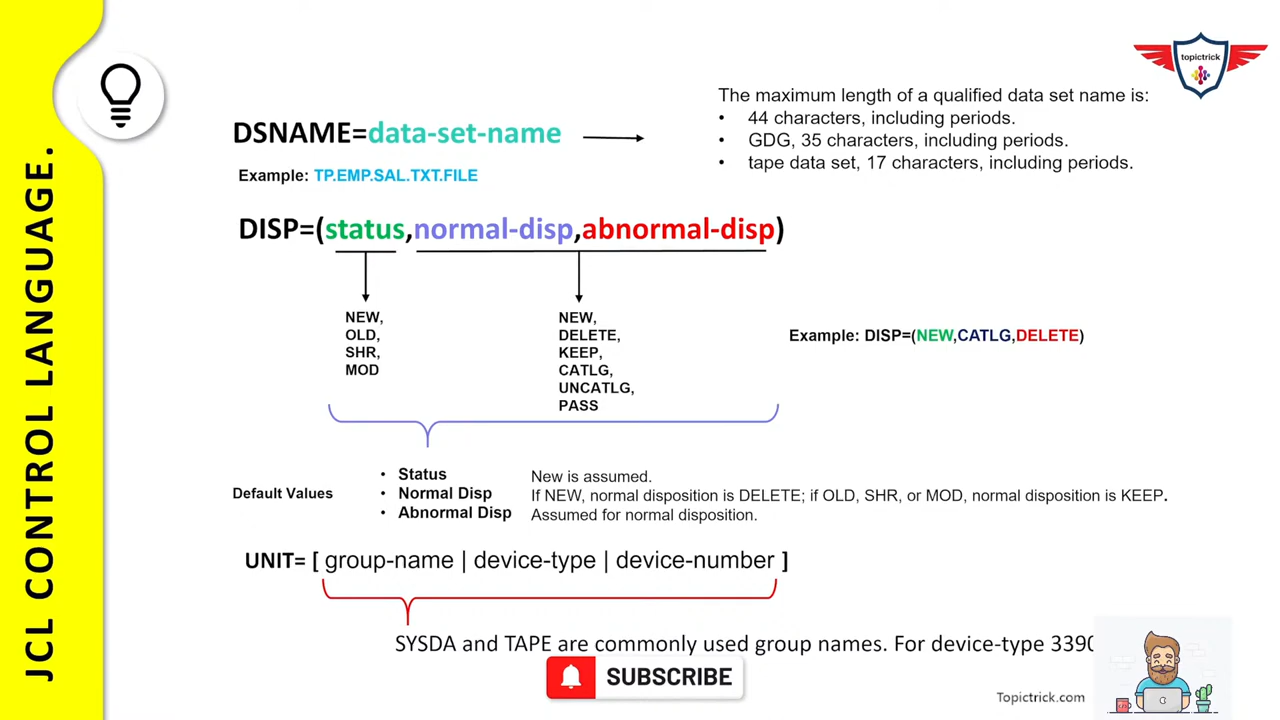 JCL CONTROL LANGUAGE.
topictrick
DSNAME=data-set-name
Example: TP.EMP.SAL.TXT.FILE
The maximum length of a qualified data set name is:
• 44 characters, including periods.
• GDG, 35 characters, including periods.
• tape data set, 17 characters, including periods.
DISP=(status,normal-disp,abnormal-disp)
NEW,
OLD,
SHR,
MOD
NEW,
DELETE,
KEEP,
CATLG,
UNCATLG,
PASS
Example: DISP=(NEW,CATLG,DELETE)
Default Values
• Status New is assumed.
• Normal Disp If NEW, normal disposition is DELETE; if OLD, SHR, or MOD, normal disposition is KEEP.
• Abnormal Disp Assumed for normal disposition.
UNIT= [ group-name | device-type | device-number ]
SYSDA and TAPE are commonly used group names. For device-type 3390
SUBSCRIBE
Topictrick.com